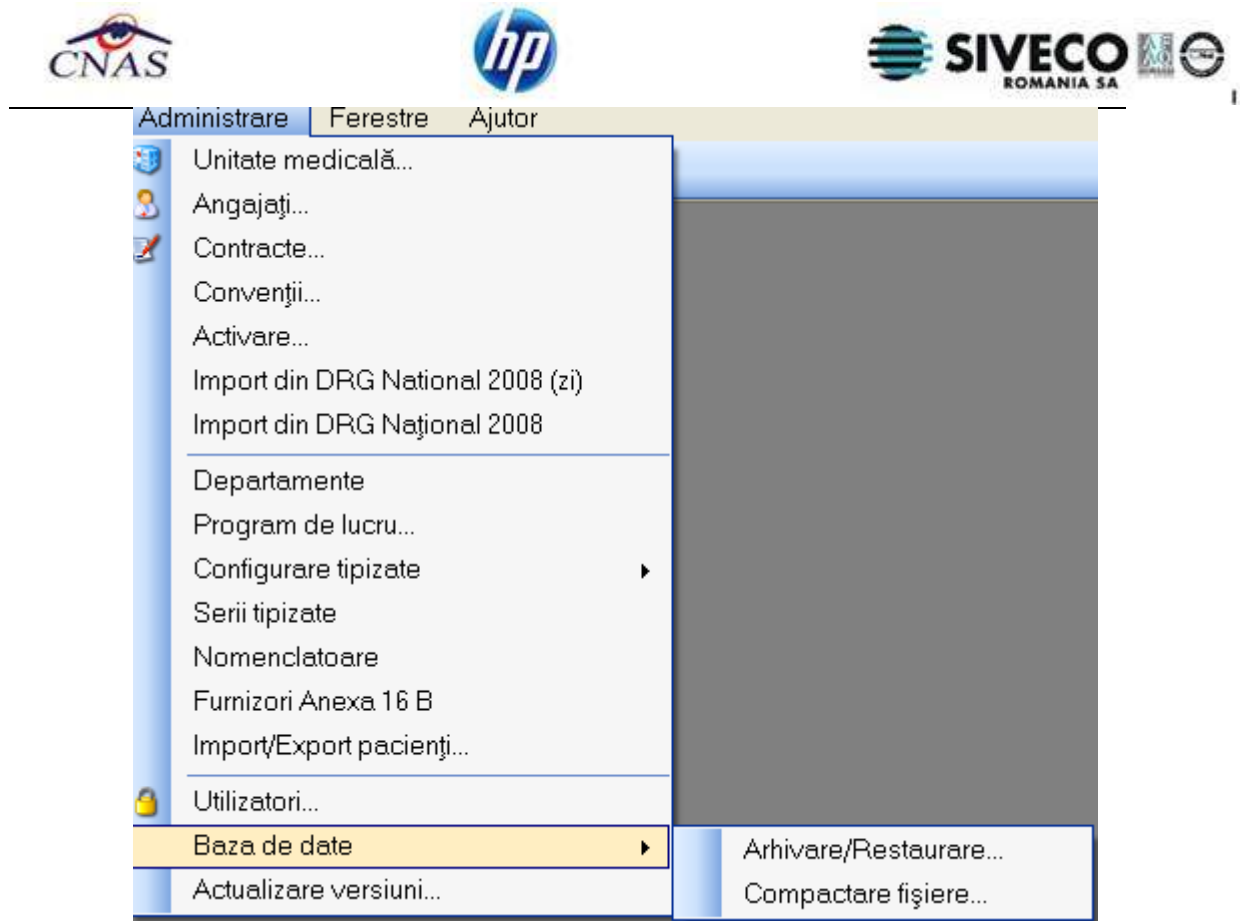 CNAS
hp
SIVECO
ROMANIA SA
Administrare Ferestre Ajutor
Unitate medicală...
Angajaţi...
Contracte...
Convenţii...
Activare...
Import din DRG National 2008 (zi)
Import din DRG Naţional 2008
Departamente
Program de lucru...
Configurare tipizate
Serii tipizate
Nomenclatoare
Furnizori Anexa 16 B
Import/Export pacienţi...
Utilizatori...
Baza de date
Arhivare/Restaurare...
Actualizare versiuni...
Compactare fişiere...